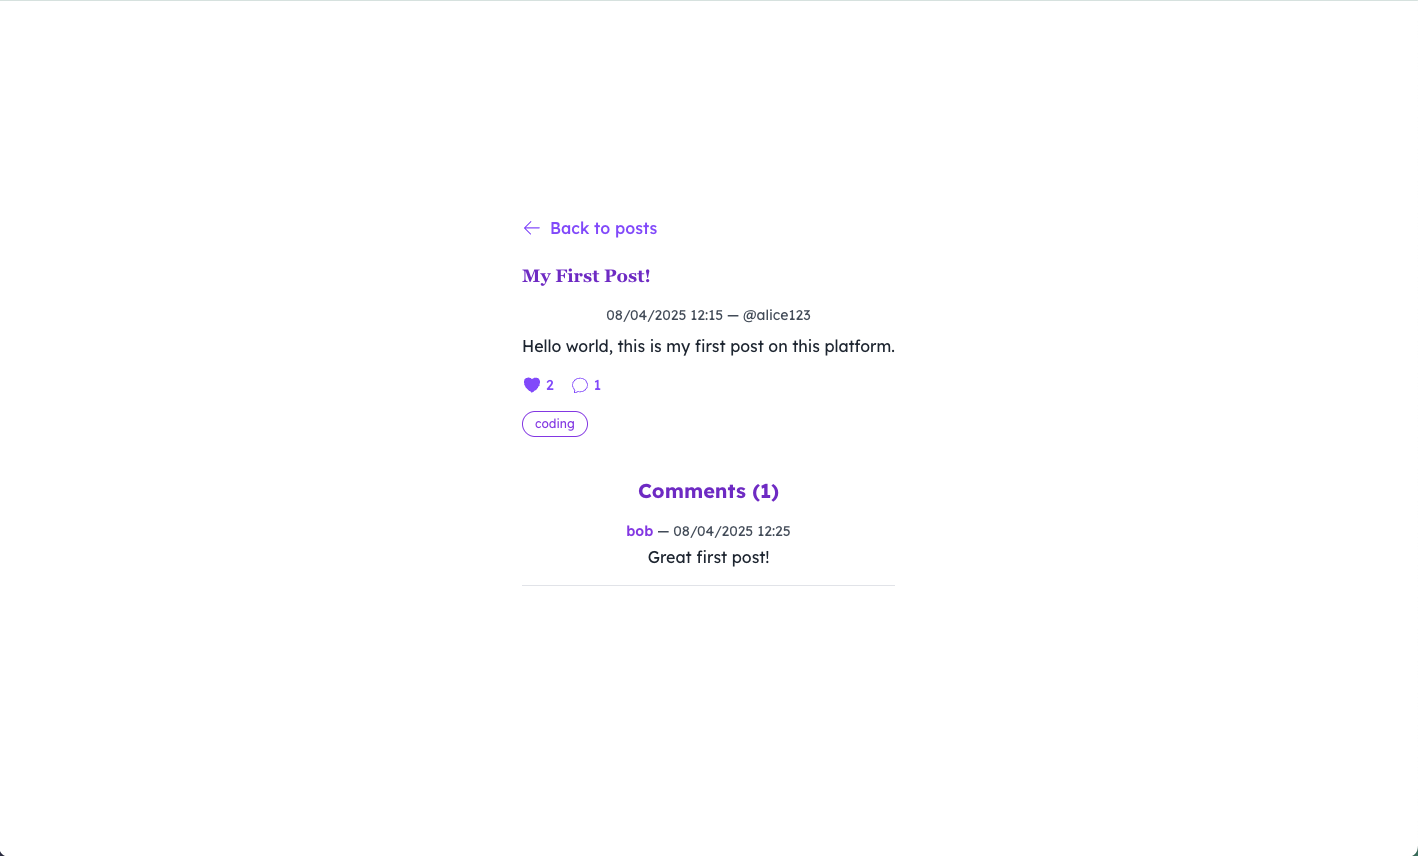 Back to posts
My First Post!
08/04/2025 12:15 — @alice123
Hello world, this is my first post on this platform.
2 1
coding
Comments (1)
bob — 08/04/2025 12:25
Great first post!